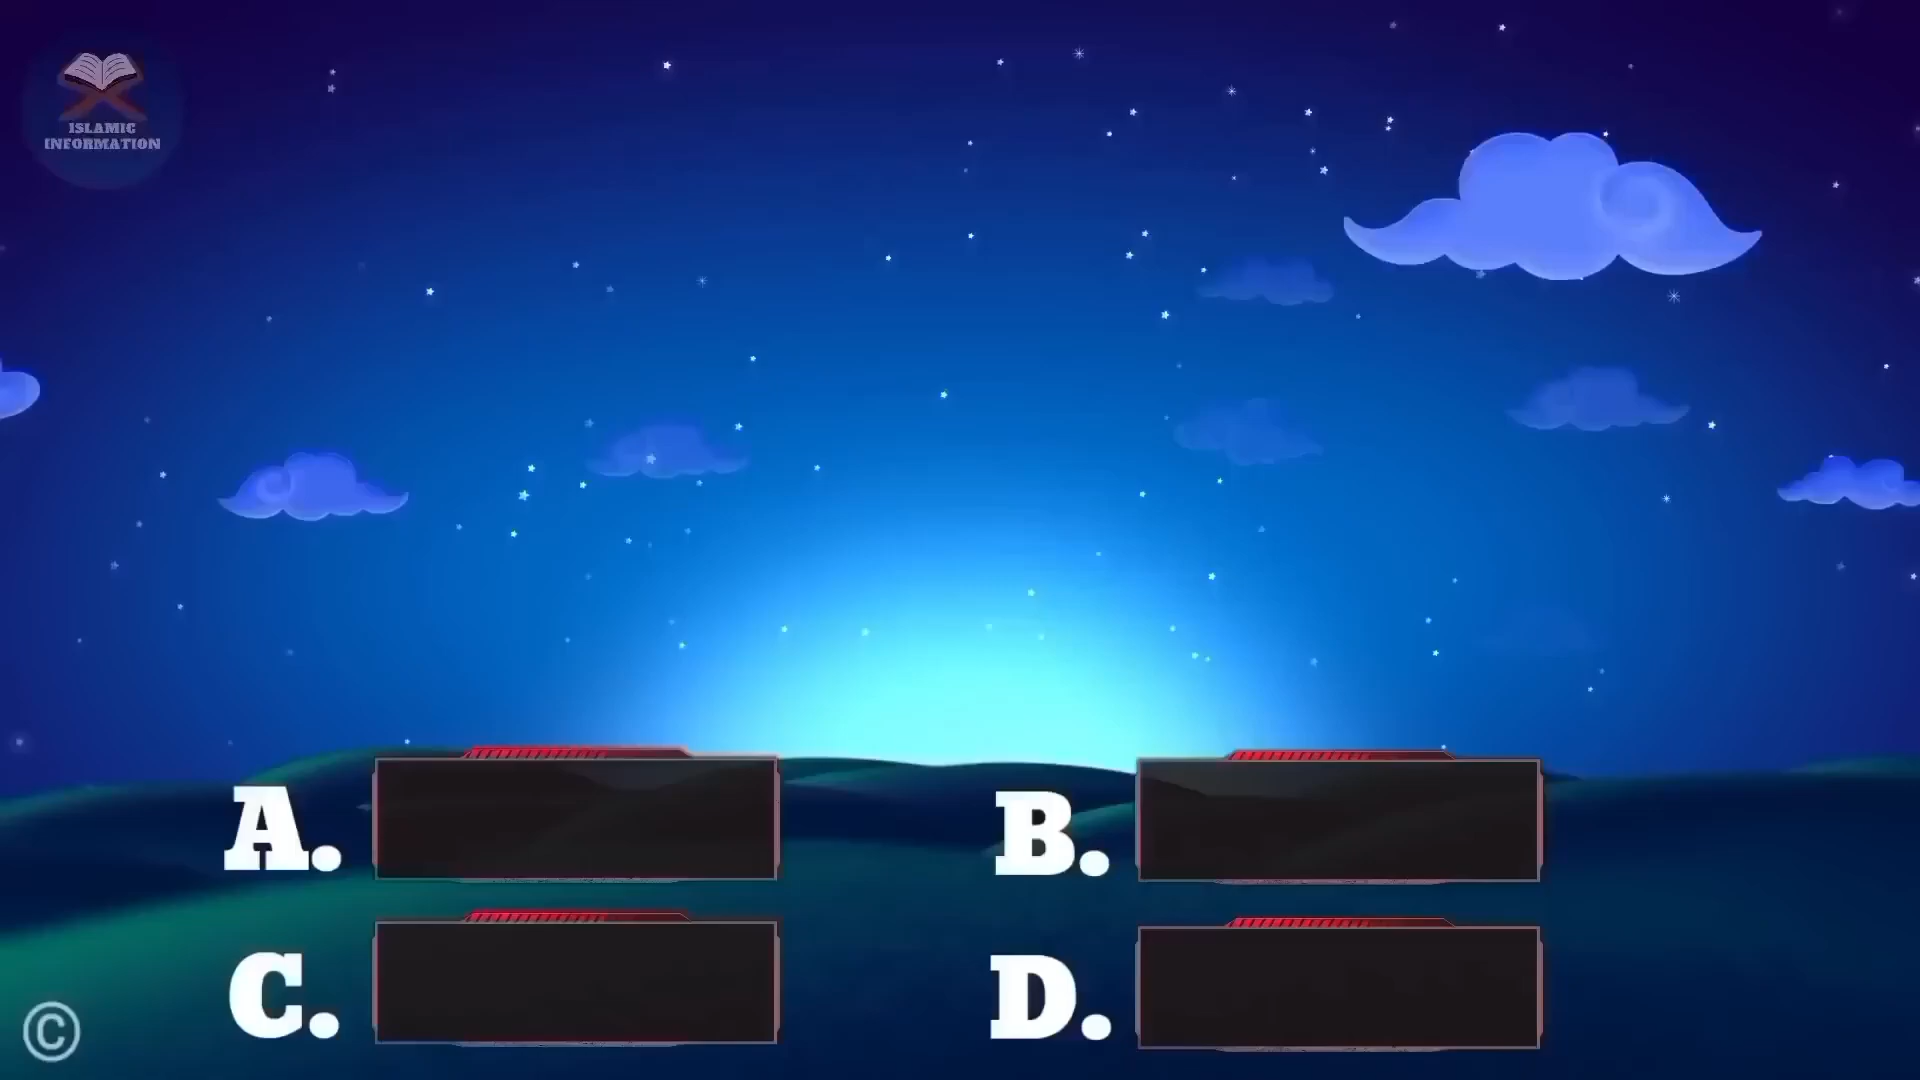 ISLAMIC
INFORMATION
A.
B.
C.
D.
©